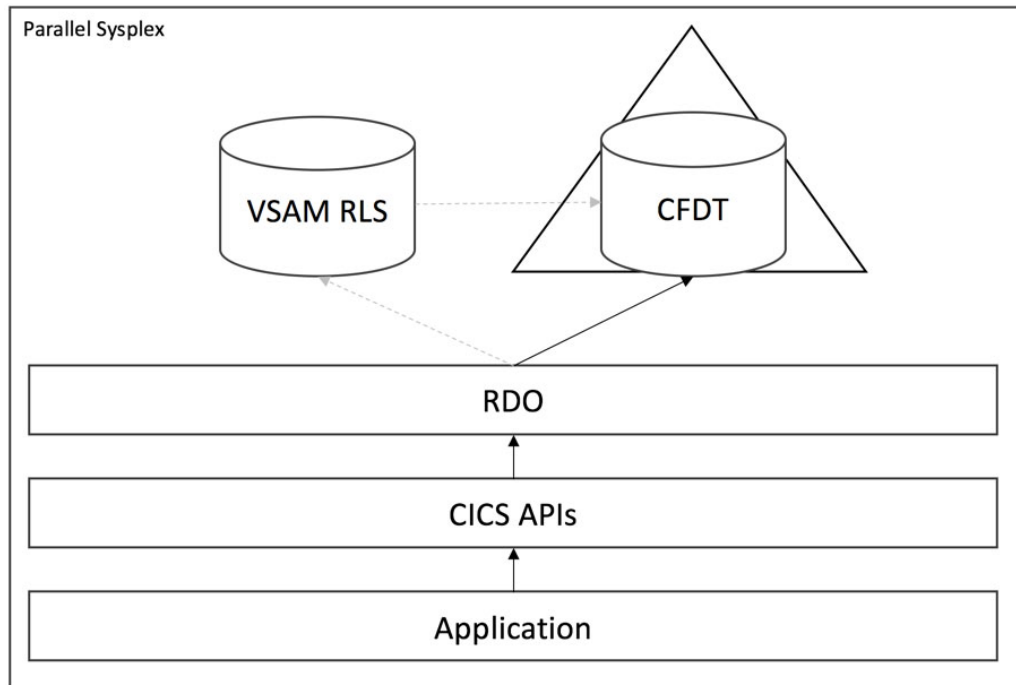 Parallel Sysplex
VSAM RLS
CFDT
RDO
CICS APIs
Application